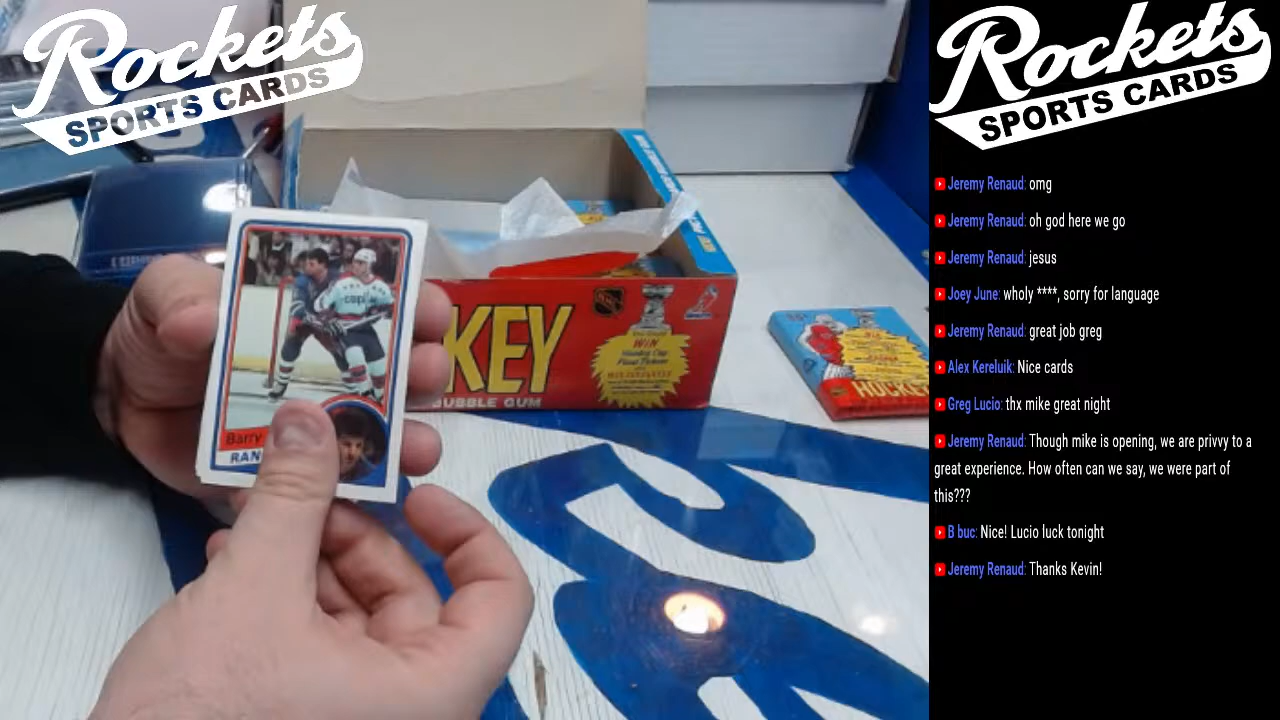 Rockets
SPORTS CARDS
Rockets
SPORTS CARDS
Jeremy Renaud: omg
Jeremy Renaud: oh god here we go
Jeremy Renaud: jesus
Joey June: wholy ****, sorry for language
Jeremy Renaud: great job greg
Alex Kereluik: Nice cards
Greg Lucio: thx mike great night
Jeremy Renaud: Though mike is opening, we are privvy to a
great experience. How often can we say, we were part of
this???
B buc: Nice! Lucio luck tonight
Jeremy Renaud: Thanks Kevin!
KEY
BUBBLE GUM
WIN
HOCKEY
capi
Barry
RAN